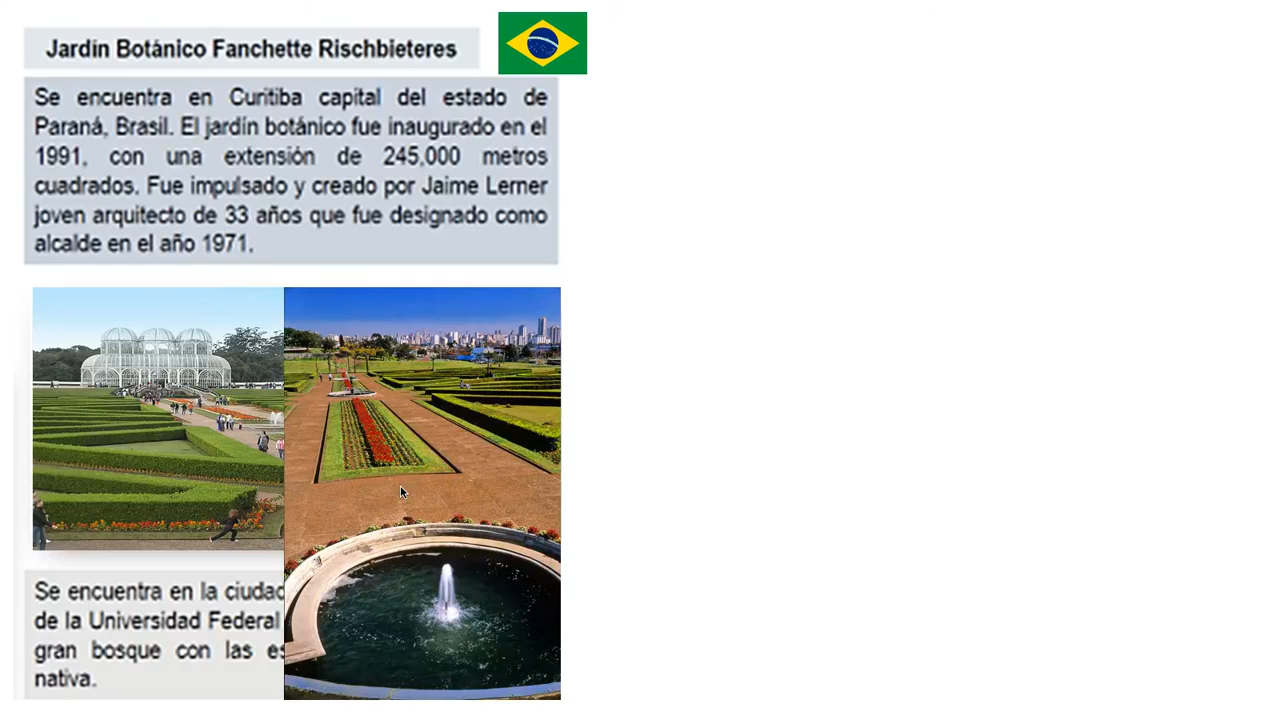 Jardín Botánico Fanchette Rischbieteres
Se encuentra en Curitiba capital del estado de
Paraná, Brasil. El jardín botánico fue inaugurado en el
1991, con una extensión de 245,000 metros
cuadrados. Fue impulsado y creado por Jaime Lerner
joven arquitecto de 33 años que fue designado como
alcalde en el año 1971.
Se encuentra en la ciudad
de la Universidad Federal
gran bosque con las
nativa.